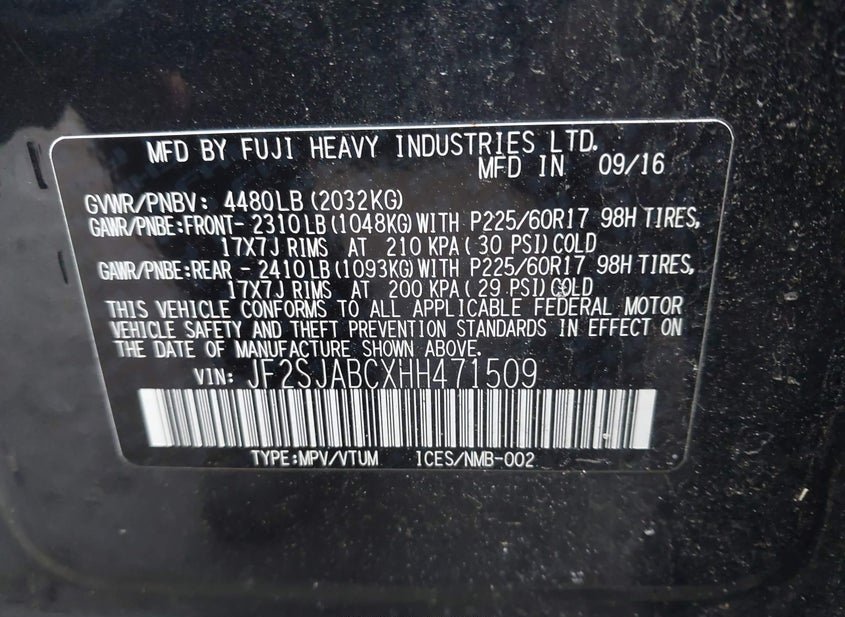 MFD BY FUJI HEAVY INDUSTRIES LTD.
MFD IN 09/16
GVWR/PNBV: 4480LB (2032KG)
GAWR/PNBE:FRONT- 2310LB (1048KG) WITH P225/60R17 98H TIRES,
17X7J RIMS AT 210 KPA ( 30 PSI) COLD
GAWR/PNBE:REAR - 2410LB (1093KG) WITH P225/60R17 98H TIRES,
17X7J RIMS AT 200 KPA ( 29 PSI) COLD
THIS VEHICLE CONFORMS TO ALL APPLICABLE FEDERAL MOTOR
VEHICLE SAFETY AND THEFT PREVENTION STANDARDS IN EFFECT ON
THE DATE OF MANUFACTURE SHOWN ABOVE.
VIN: JF2SJABCXHH471509
TYPE:MPV/VTUM 1CES/NMB-002